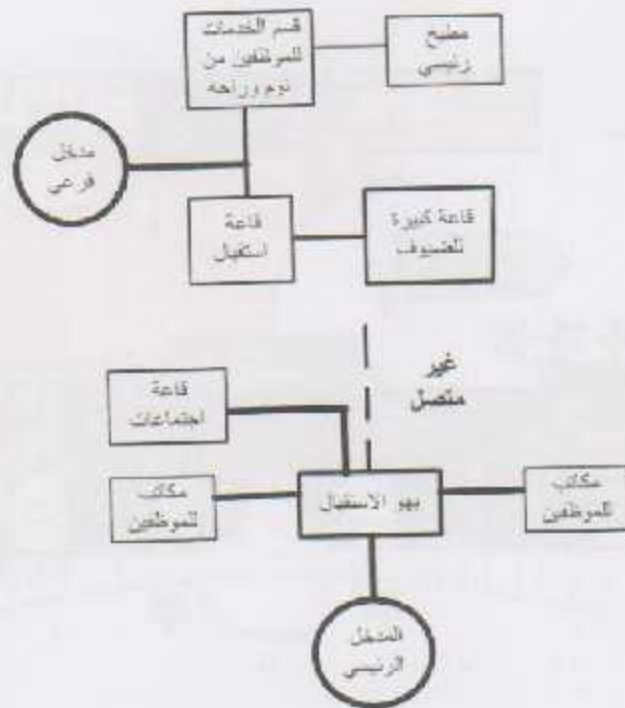 قسم الخدمات
للموظفين من
نوم وراحه
مطبخ
رئيسي
مدخل
فرعي
قاعة
استقبال
قاعة كبيرة
للضيوف
غير
متصل
قاعة
اجتماعات
مكاتب
للموظفين
بهو الاستقبال
مكاتب
للموظفين
المدخل
الرئيسي